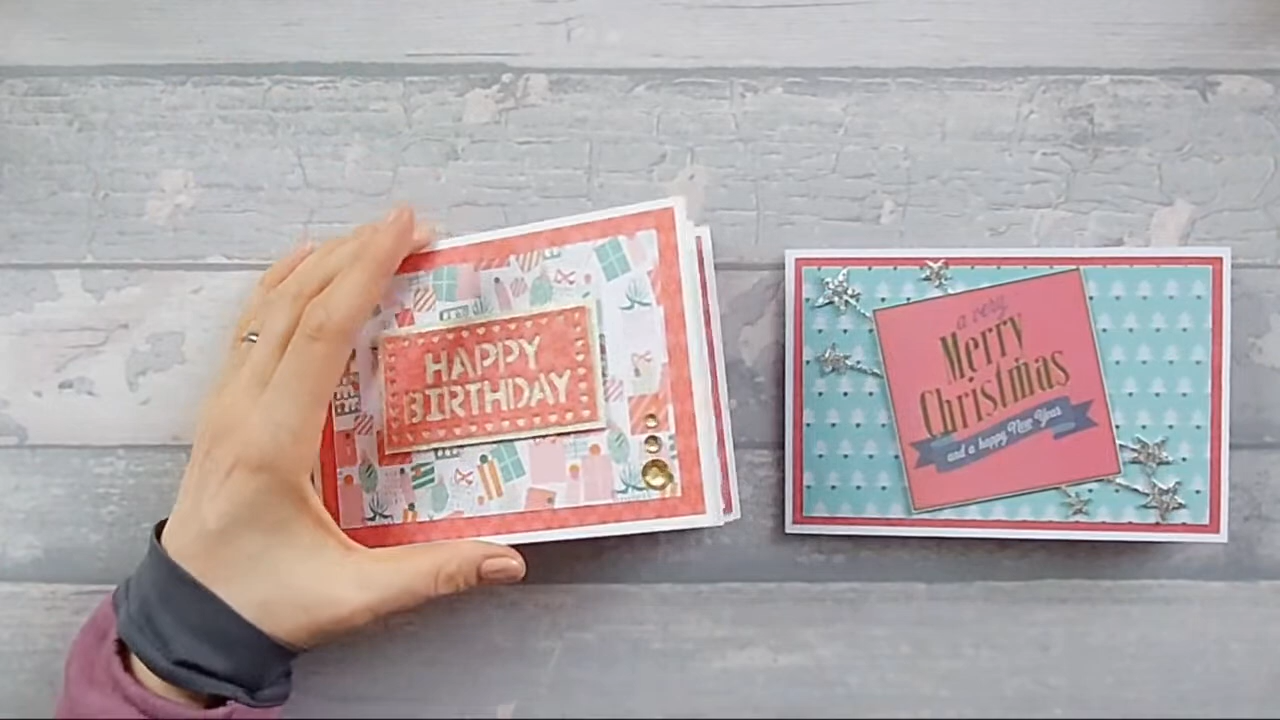 HAPPY
BIRTHDAY
a very
Merry
Christmas
and a happy New Year